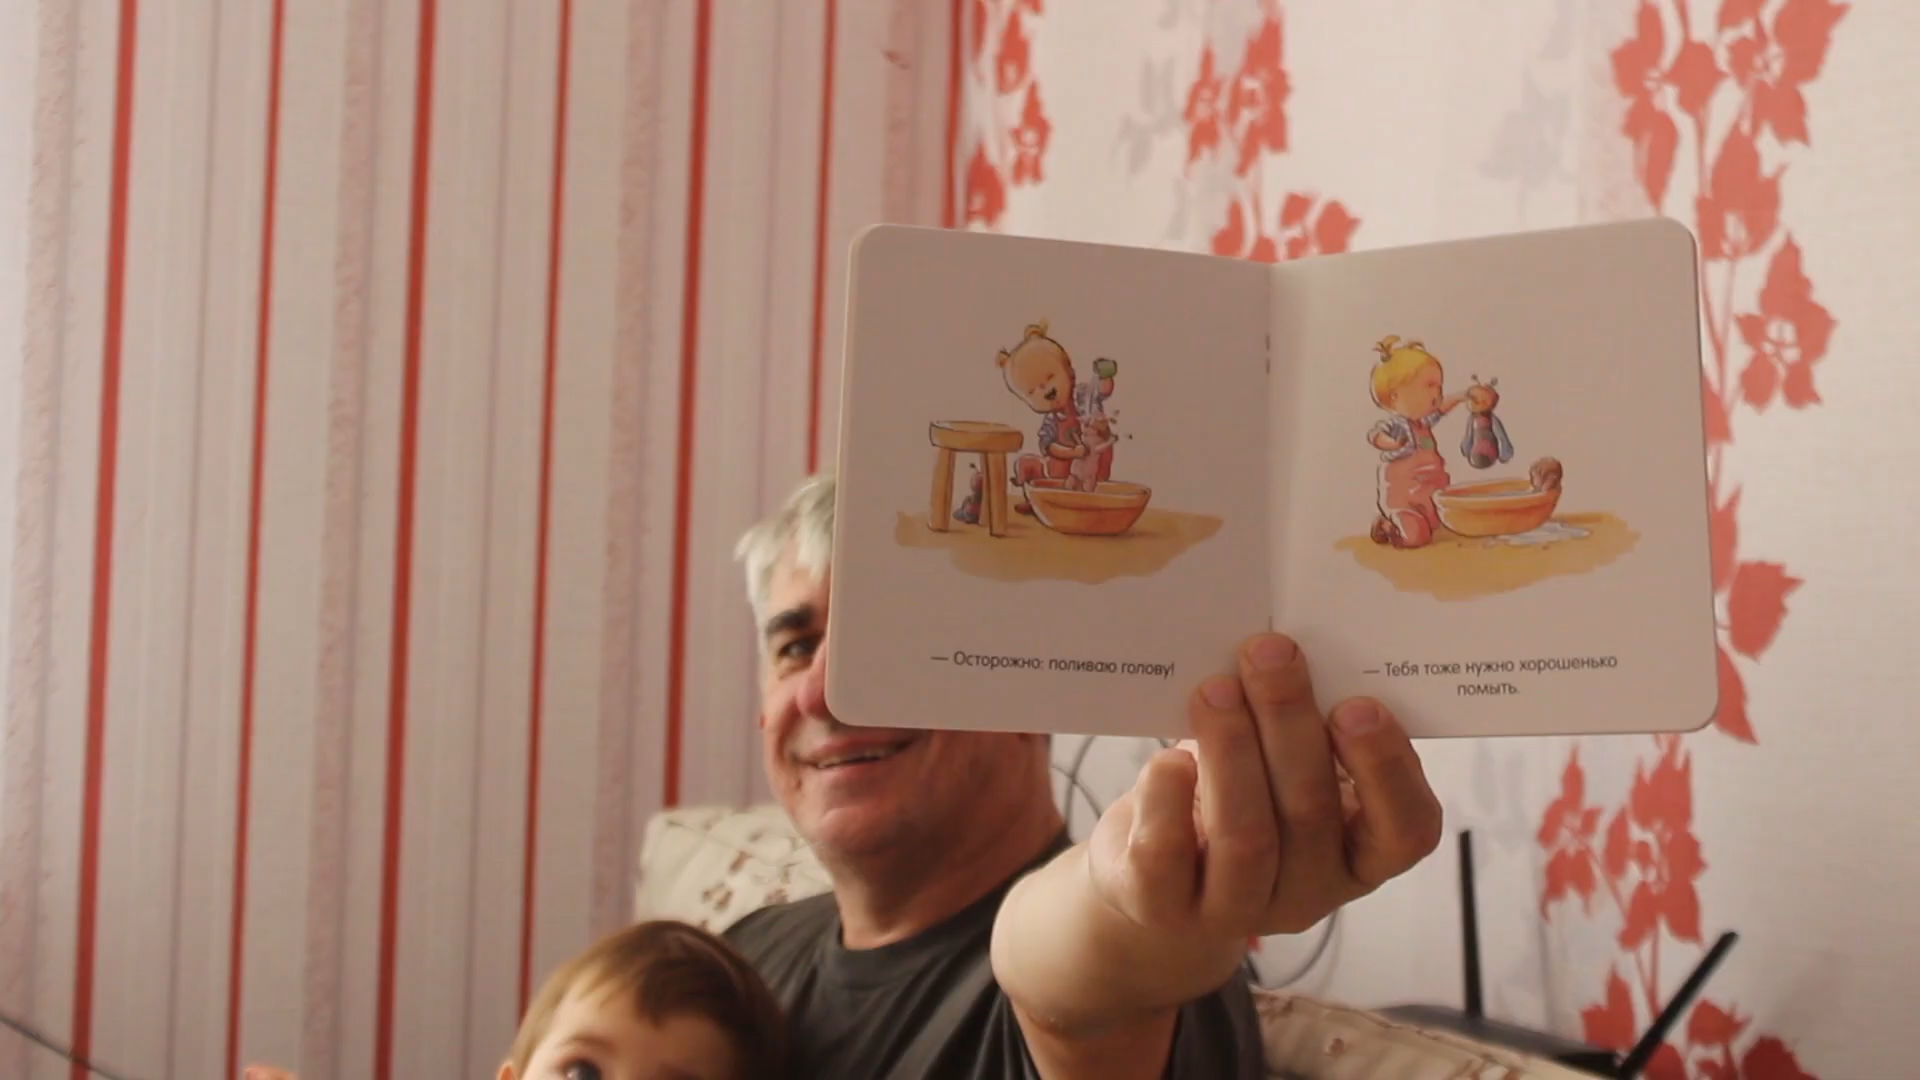 — Осторожно: поливаю голову!
— Тебя тоже нужно хорошенько
помыть.